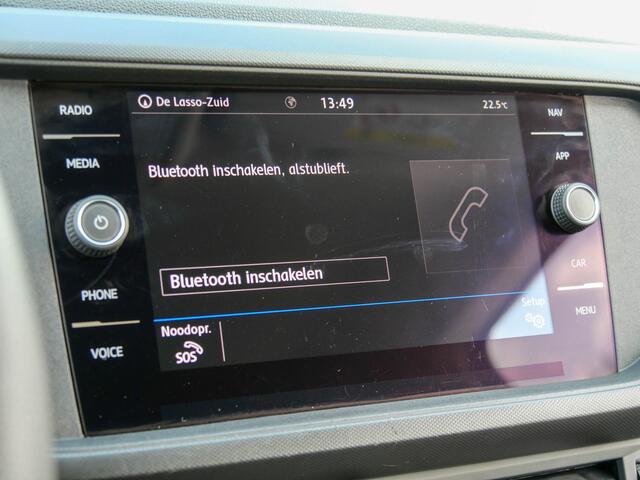 RADIO
MEDIA
PHONE
VOICE
De Lasso-Zuid 13:49 22.5°C
Bluetooth inschakelen, alstublieft.
Bluetooth inschakelen
Setup
Noodopr.
SOS
NAV
APP
CAR
MENU